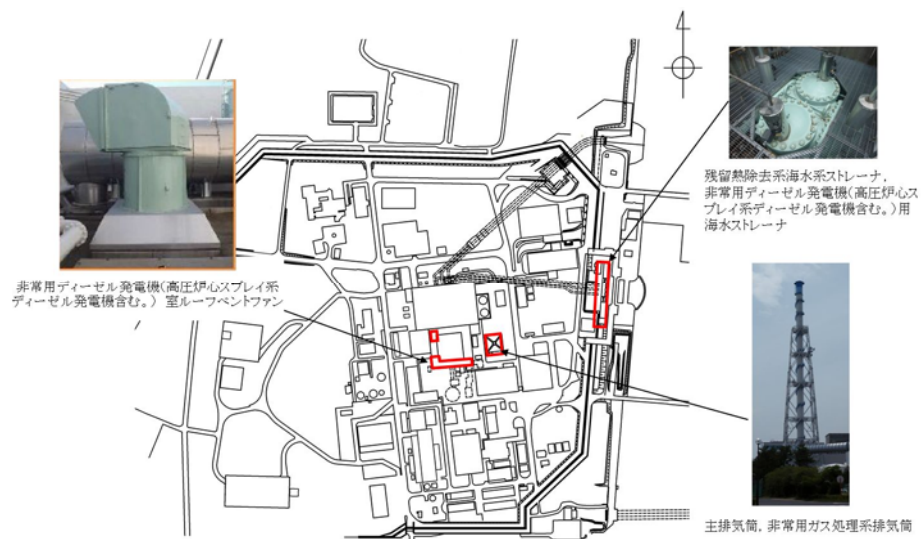 残留熱除去系海水系ストレーナ,
非常用ディーゼル発電機(高圧炉心ス
プレイ系ディーゼル発電機含む。)用
海水ストレーナ
非常用ディーゼル発電機(高圧炉心スプレイ系
ディーゼル発電機含む。) 室ルーフベントファン
主排気筒, 非常用ガス処理系排気筒